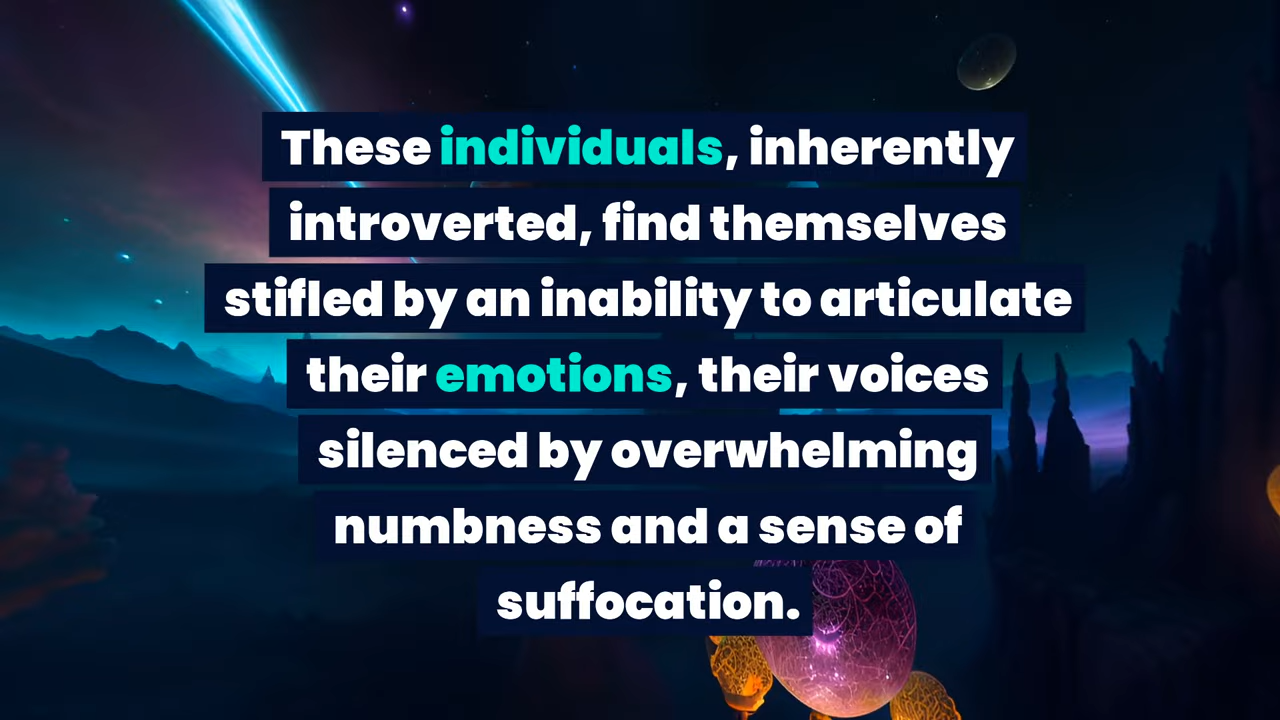 These individuals, inherently
introverted, find themselves
stifled by an inability to articulate
their emotions, their voices
silenced by overwhelming
numbness and a sense of
suffocation.